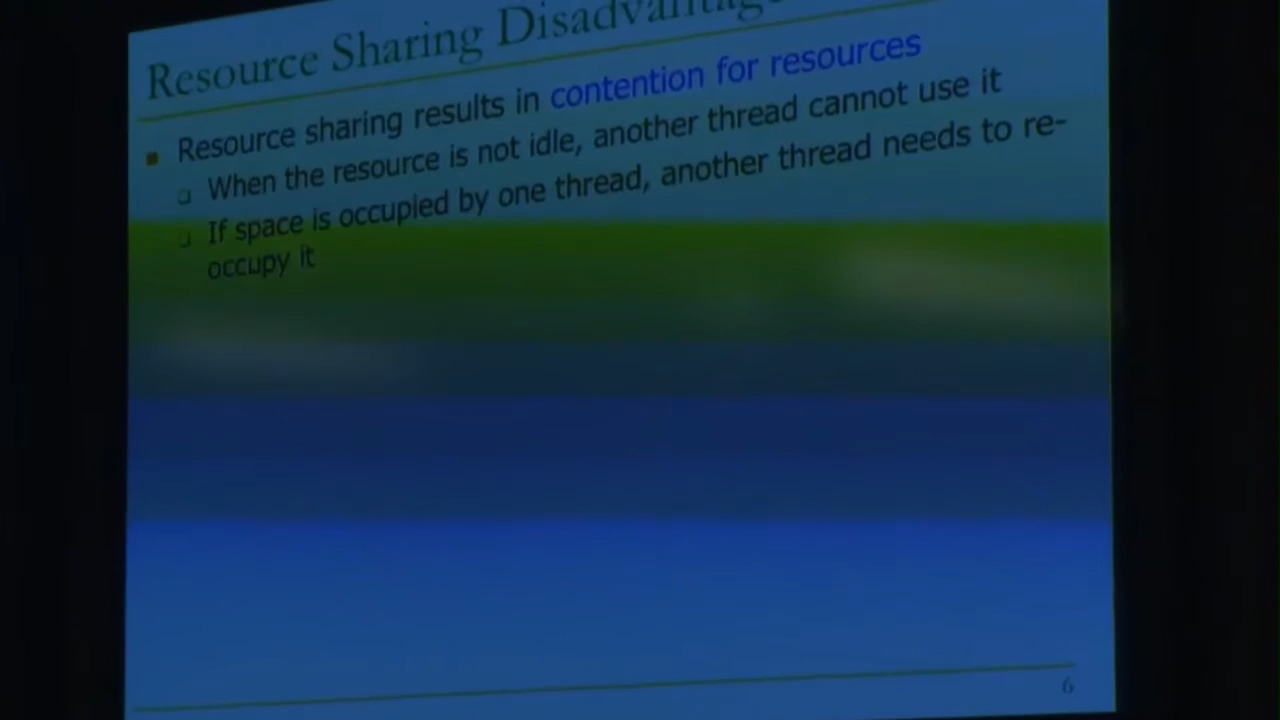 Resource Sharing Disadvantage
Resource sharing results in contention for resources
When the resource is not idle, another thread cannot use it
If space is occupied by one thread, another thread needs to re-
occupy it
6